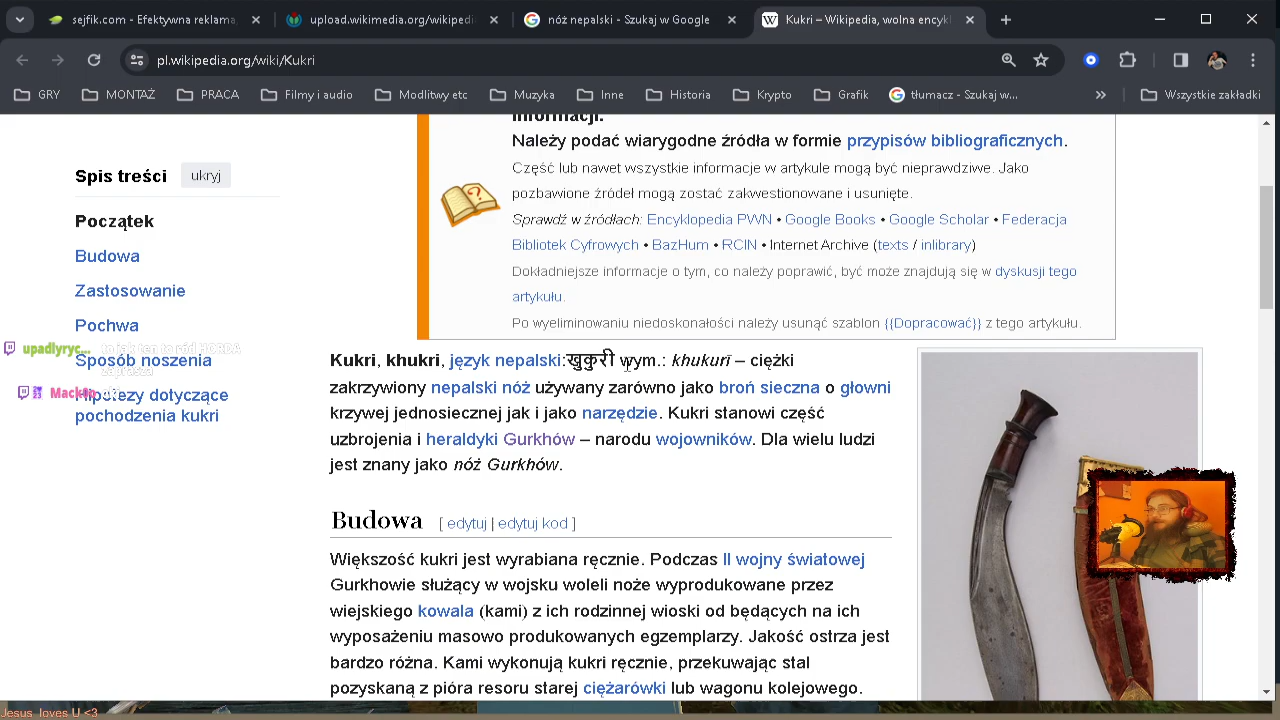 sejfik.com - Efektywna reklama
upload.wikimedia.org/wikipedi
nóż nepalski - Szukaj w Google
Kukri – Wikipedia, wolna encykl
pl.wikipedia.org/wiki/Kukri
GRY MONTAŻ PRACA Filmy i audio Modlitwy etc Muzyka Inne Historia Krypto Grafik tłumacz - Szukaj w... » Wszystkie zakładki
informacji.
Należy podać wiarygodne źródła w formie przypisów bibliograficznych.
Część lub nawet wszystkie informacje w artykule mogą być nieprawdziwe. Jako
pozbawione źródeł mogą zostać zakwestionowane i usunięte.
Sprawdź w źródłach: Encyklopedia PWN • Google Books • Google Scholar • Federacja
Bibliotek Cyfrowych • BazHum • RCIN • Internet Archive (texts / inlibrary)
Dokładniejsze informacje o tym, co należy poprawić, być może znajdują się w dyskusji tego
artykułu.
Po wyeliminowaniu niedoskonałości należy usunąć szablon {{Dopracować}} z tego artykułu.
Spis treści ukryj
Początek
Budowa
Zastosowanie
Pochwa
Sposób noszenia
Hipotezy dotyczące
pochodzenia kukri
upadlyryc... to jak ten to ród HORDA
zaprasza
Kukri, khukri, język nepalski:खुकुरी wym.: khukurī – ciężki
zakrzywiony nepalski nóż używany zarówno jako broń sieczna o głowni
krzywej jednosiecznej jak i jako narzędzie. Kukri stanowi część
uzbrojenia i heraldyki Gurkhów – narodu wojowników. Dla wielu ludzi
jest znany jako nóż Gurkhów.
Budowa [ edytuj | edytuj kod ]
Większość kukri jest wyrabiana ręcznie. Podczas II wojny światowej
Gurkhowie służący w wojsku woleli noże wyprodukowane przez
wiejskiego kowala (kami) z ich rodzinnej wioski od będących na ich
wyposażeniu masowo produkowanych egzemplarzy. Jakość ostrza jest
bardzo różna. Kami wykonują kukri ręcznie, przekuwając stal
pozyskaną z pióra resoru starej ciężarówki lub wagonu kolejowego.
Jesus loves U <3